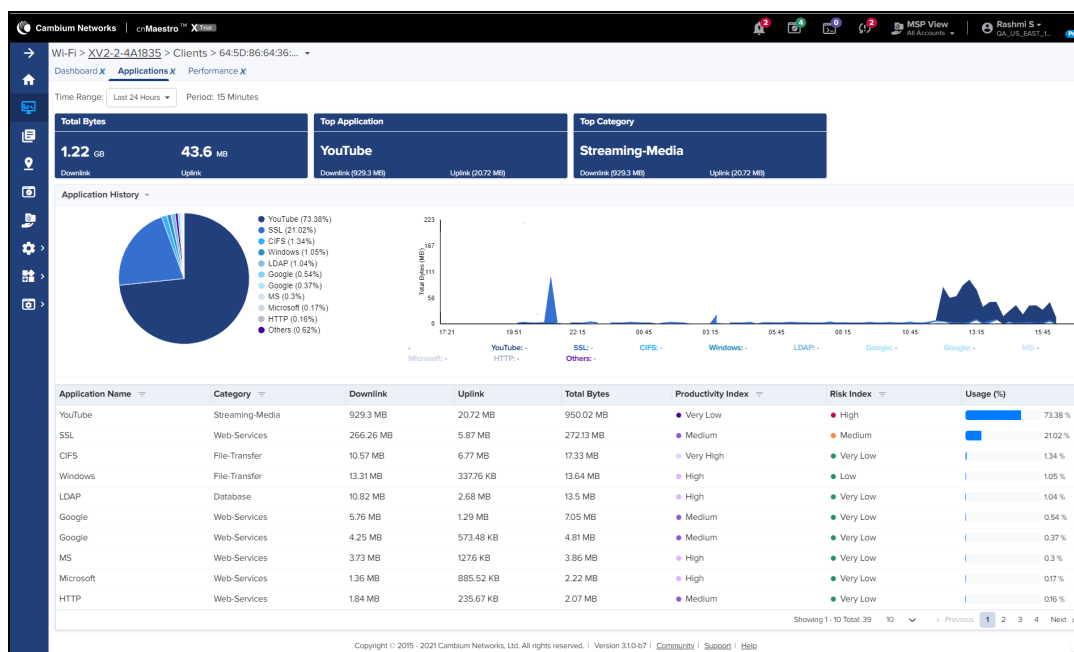 Cambium Networks | cnMaestro™ X Trial
2 4 0 2 MSP View All Accounts Rashmi S QA_US_EAST_1...
Wi-Fi > XV2-2-4A1835 > Clients > 64:5D:86:64:36:...
Dashboard X Applications X Performance X
Time Range: Last 24 Hours Period: 15 Minutes
Total Bytes
1.22 GB 43.6 MB
Downlink Uplink
Top Application
YouTube
Downlink (929.3 MB) Uplink (20.72 MB)
Top Category
Streaming-Media
Downlink (929.3 MB) Uplink (20.72 MB)
Application History
YouTube (73.38%)
SSL (21.02%)
CIFS (1.34%)
Windows (1.05%)
LDAP (1.04%)
Google (0.54%)
Google (0.37%)
MS (0.3%)
Microsoft (0.17%)
HTTP (0.16%)
Others (0.62%)
Total Bytes (MB)
223
167
111
56
0
17:21 19:51 22:15 00:45 03:15 05:45 08:15 10:45 13:15 15:45
- YouTube: - SSL: - CIFS: - Windows: - LDAP: - Google: - Google: - MS: -
Microsoft: - HTTP: - Others: -
Application Name Category Downlink Uplink Total Bytes Productivity Index Risk Index Usage (%)
YouTube Streaming-Media 929.3 MB 20.72 MB 950.02 MB Very Low High 73.38 %
SSL Web-Services 266.26 MB 5.87 MB 272.13 MB Medium Medium 21.02 %
CIFS File-Transfer 10.57 MB 6.77 MB 17.33 MB Very High Very Low 1.34 %
Windows File-Transfer 13.31 MB 337.76 KB 13.64 MB High Low 1.05 %
LDAP Database 10.82 MB 2.68 MB 13.5 MB High Very Low 1.04 %
Google Web-Services 5.76 MB 1.29 MB 7.05 MB Medium Very Low 0.54 %
Google Web-Services 4.25 MB 573.48 KB 4.81 MB Medium Very Low 0.37 %
MS Web-Services 3.73 MB 127.6 KB 3.86 MB High Very Low 0.3 %
Microsoft Web-Services 1.36 MB 885.52 KB 2.22 MB High Very Low 0.17 %
HTTP Web-Services 1.84 MB 235.67 KB 2.07 MB Medium Very Low 0.16 %
Showing 1 - 10 Total: 39 10 < Previous 1 2 3 4 Next >
Copyright © 2015 - 2021 Cambium Networks, Ltd. All rights reserved. | Version 3.1.0-b7 | Community | Support | Help